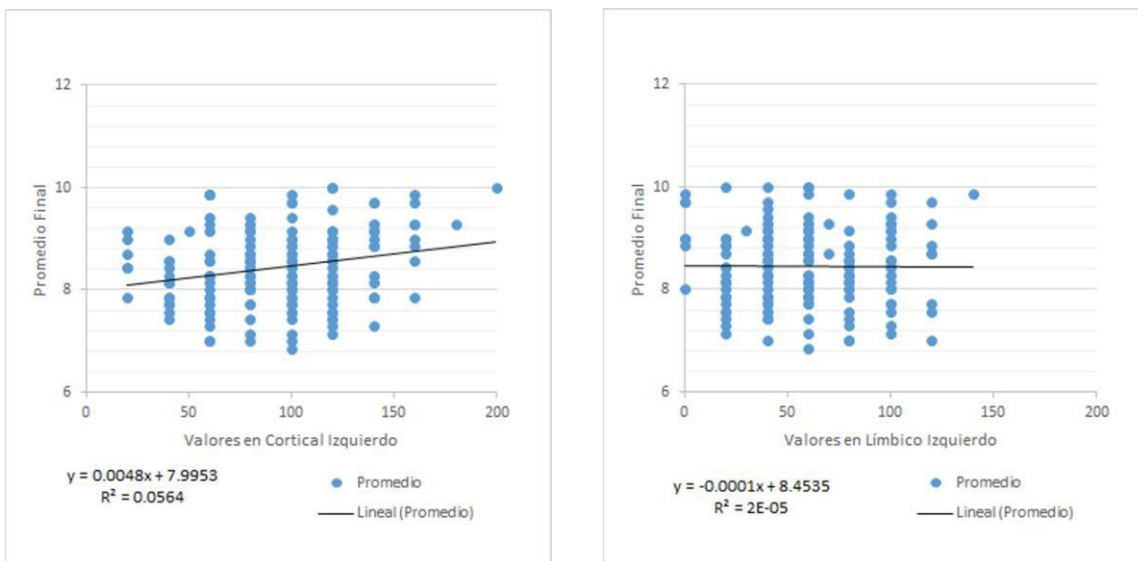 12
10
8
6
Promedio Final
0
50
100
150
200
Valores en Cortical Izquierdo
y = 0.0048x + 7.9953
R² = 0.0564
Promedio
Lineal (Promedio)
12
10
8
6
Promedio Final
0
50
100
150
200
Valores en Límbico Izquierdo
y = -0.0001x + 8.4535
R² = 2E-05
Promedio
Lineal (Promedio)